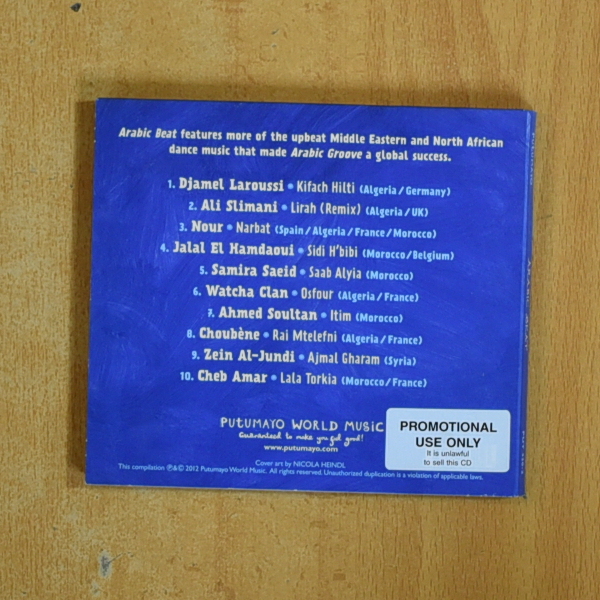 Arabic Beat features more of the upbeat Middle Eastern and North African
dance music that made Arabic Groove a global success.
1. Djamel Laroussi • Kifach Hilti (Algeria/Germany)
2. Ali Slimani • Lirah (Remix) (Algeria/UK)
3. Nour • Narbat (Spain/Algeria/France/Morocco)
4. Jalal El Hamdaoui • Sidi H'bibi (Morocco/Belgium)
5. Samira Saeid • Saab Alyia (Morocco)
6. Watcha Clan • Osfour (Algeria/France)
7. Ahmed Soultan • Itim (Morocco)
8. Choubène • Rai Mtelefni (Algeria/France)
9. Zein Al-Jundi • Ajmal Gharam (Syria)
10. Cheb Amar • Lala Torkia (Morocco/France)
PUTUMAYO WORLD MUSIC
Guaranteed to make you feel good!
www.putumayo.com
Cover art by NICOLA HEINDL
This compilation ℗&© 2012 Putumayo World Music. All rights reserved. Unauthorized duplication is a violation of applicable laws.
PROMOTIONAL
USE ONLY
It is unlawful
to sell this CD